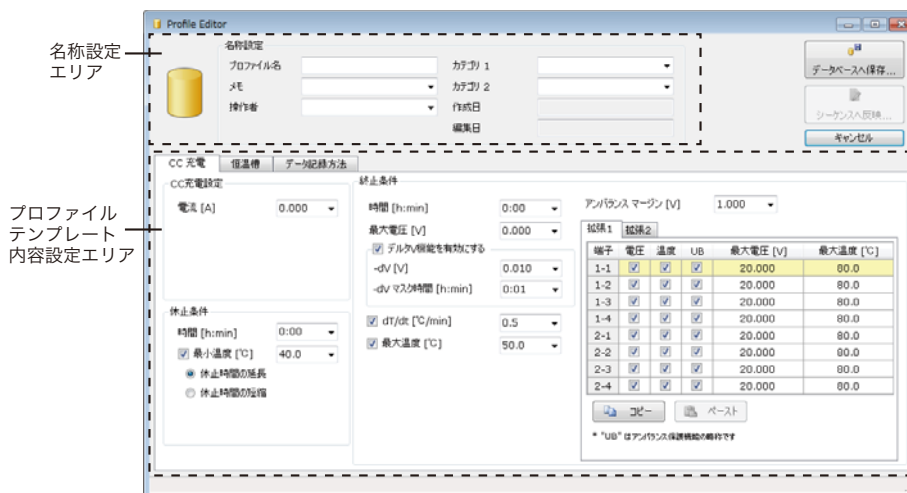 Profile Editor
名称設定
エリア
名称設定
プロファイル名
メモ
操作者
カテゴリ 1
カテゴリ 2
作成日
編集日
データベースへ保存...
シーケンスへ反映...
キャンセル
プロファイル
テンプレート
内容設定エリア
CC 充電 恒温槽 データ記録方法
CC充電設定
電流 [A] 0.000
休止条件
時間 [h:min] 0:00
最小温度 [℃] 40.0
休止時間の延長
休止時間の短縮
終止条件
時間 [h:min] 0:00
最大電圧 [V] 0.000
デルタV機能を有効にする
-dV [V] 0.010
-dV マスク時間 [h:min] 0:01
dT/dt [℃/min] 0.5
最大温度 [℃] 50.0
アンバランス マージン [V] 1.000
拡張1 拡張2
端子 電圧 温度 UB 最大電圧 [V] 最大温度 [℃]
1-1 20.000 80.0
1-2 20.000 80.0
1-3 20.000 80.0
1-4 20.000 80.0
2-1 20.000 80.0
2-2 20.000 80.0
2-3 20.000 80.0
2-4 20.000 80.0
コピー ペースト
* "UB" はアンバランス保護機能の略称です